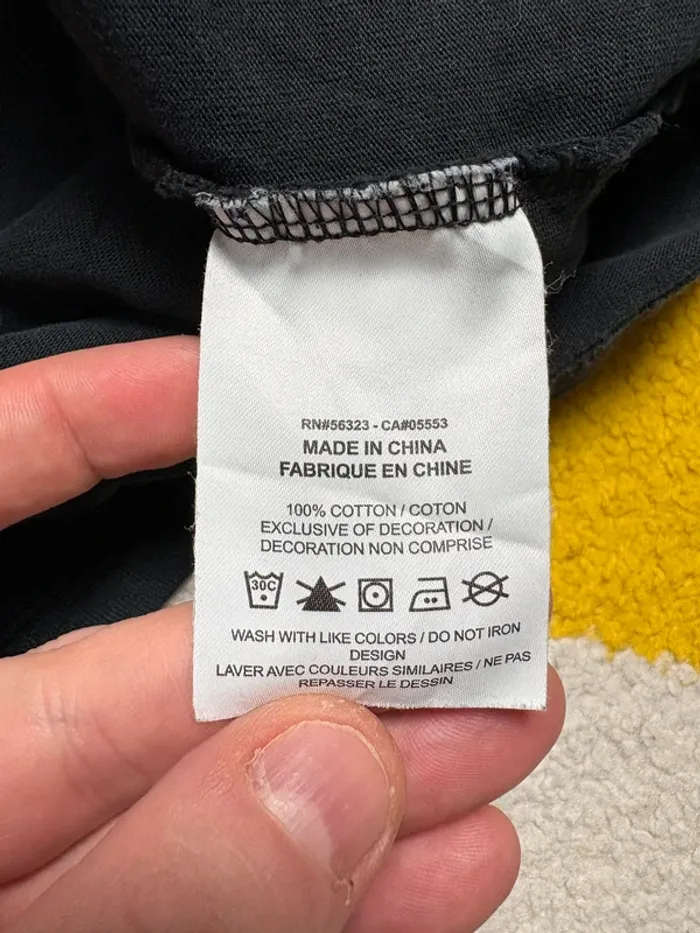 RN#56323 - CA#05553
MADE IN CHINA
FABRIQUE EN CHINE
100% COTTON / COTON
EXCLUSIVE OF DECORATION /
DECORATION NON COMPRISE
30C
WASH WITH LIKE COLORS / DO NOT IRON
DESIGN
LAVER AVEC COULEURS SIMILAIRES / NE PAS
REPASSER LE DESSIN